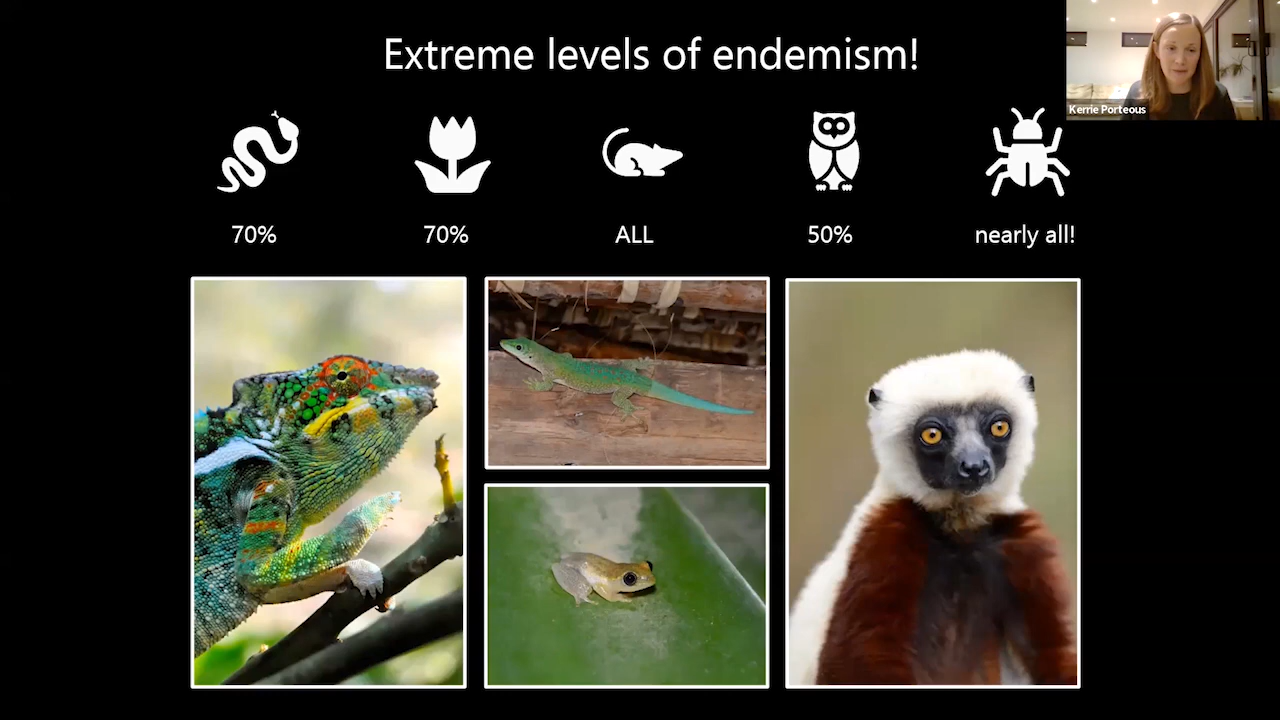 Extreme levels of endemism!
Kerrie Porteous
70%
70%
ALL
50%
nearly all!